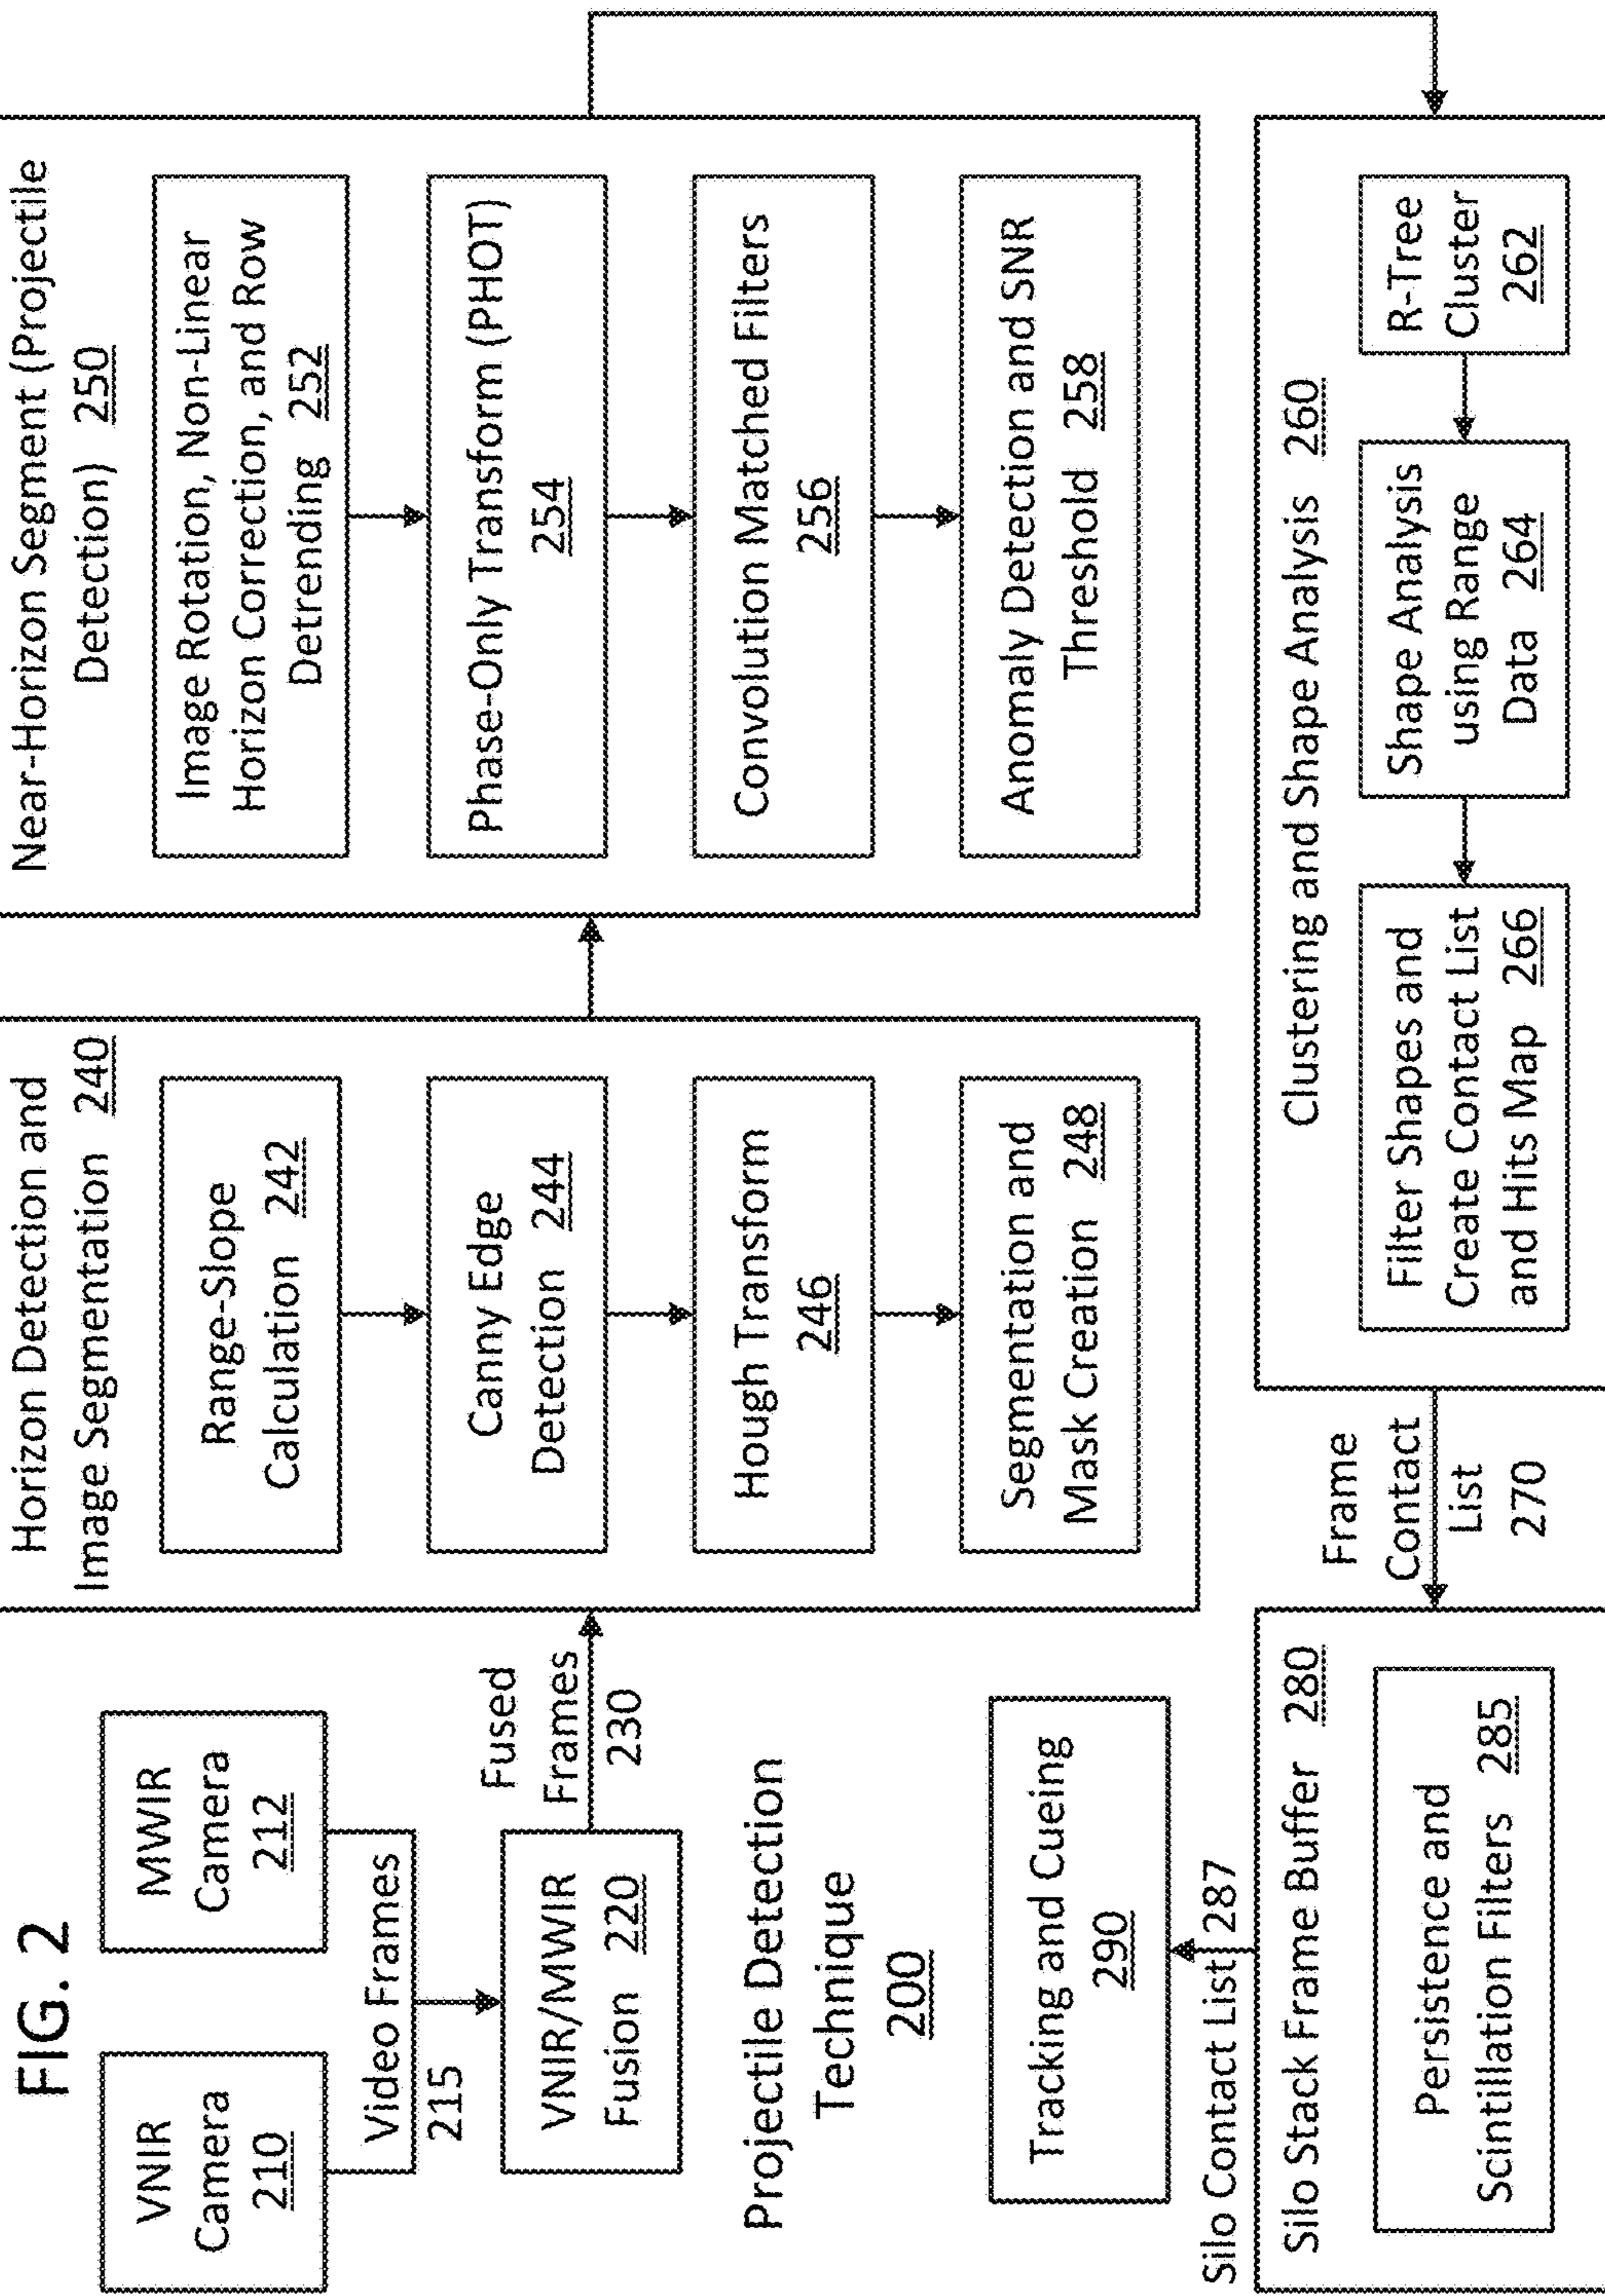 FIG. 2
VNIR
Camera
210
MWIR
Camera
212
Video Frames
215
VNIR/MWIR
Fusion 220
Fused
Frames
230
Horizon Detection and
Image Segmentation 240
Range-Slope
Calculation 242
Canny Edge
Detection 244
Hough Transform
246
Segmentation and
Mask Creation 248
Near-Horizon Segment (Projectile
Detection) 250
Image Rotation, Non-Linear
Horizon Correction, and Row
Detrending 252
Phase-Only Transform (PHOT)
254
Convolution Matched Filters
256
Anomaly Detection and SNR
Threshold 258
Projectile Detection
Technique
200
Clustering and Shape Analysis 260
R-Tree
Cluster
262
Shape Analysis
using Range
Data 264
Filter Shapes and
Create Contact List
and Hits Map 266
Frame
Contact
List
270
Silo Stack Frame Buffer 280
Persistence and
Scintillation Filters 285
Silo Contact List 287
Tracking and Cueing
290